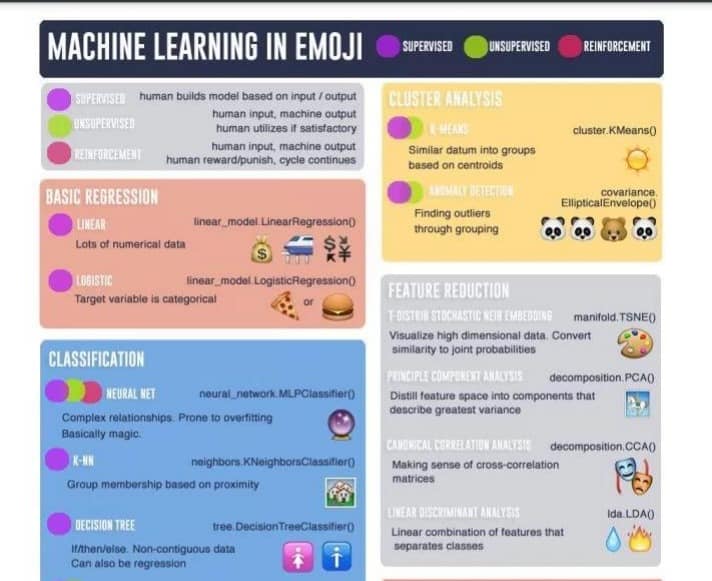 MACHINE LEARNING IN EMOJI
SUPERVISED
UNSUPERVISED
REINFORCEMENT
SUPERVISED human builds model based on input / output
UNSUPERVISED human input, machine output
human utilizes if satisfactory
REINFORCEMENT human input, machine output
human reward/punish, cycle continues
BASIC REGRESSION
LINEAR linear_model.LinearRegression()
Lots of numerical data
LOGISTIC linear_model.LogisticRegression()
Target variable is categorical
or
CLASSIFICATION
NEURAL NET neural_network.MLPClassifier()
Complex relationships. Prone to overfitting
Basically magic.
K-NN neighbors.KNeighborsClassifier()
Group membership based on proximity
DECISION TREE tree.DecisionTreeClassifier()
If/then/else. Non-contiguous data
Can also be regression
CLUSTER ANALYSIS
K-MEANS cluster.KMeans()
Similar datum into groups
based on centroids
ANOMALY DETECTION covariance.
EllipticalEnvelope()
Finding outliers
through grouping
FEATURE REDUCTION
T-DISTRIB STOCHASTIC NEIB EMBEDDING manifold.TSNE()
Visualize high dimensional data. Convert
similarity to joint probabilities
PRINCIPLE COMPONENT ANALYSIS decomposition.PCA()
Distill feature space into components that
describe greatest variance
CANONICAL CORRELATION ANALYSIS decomposition.CCA()
Making sense of cross-correlation
matrices
LINEAR DISCRIMINANT ANALYSIS lda.LDA()
Linear combination of features that
separates classes